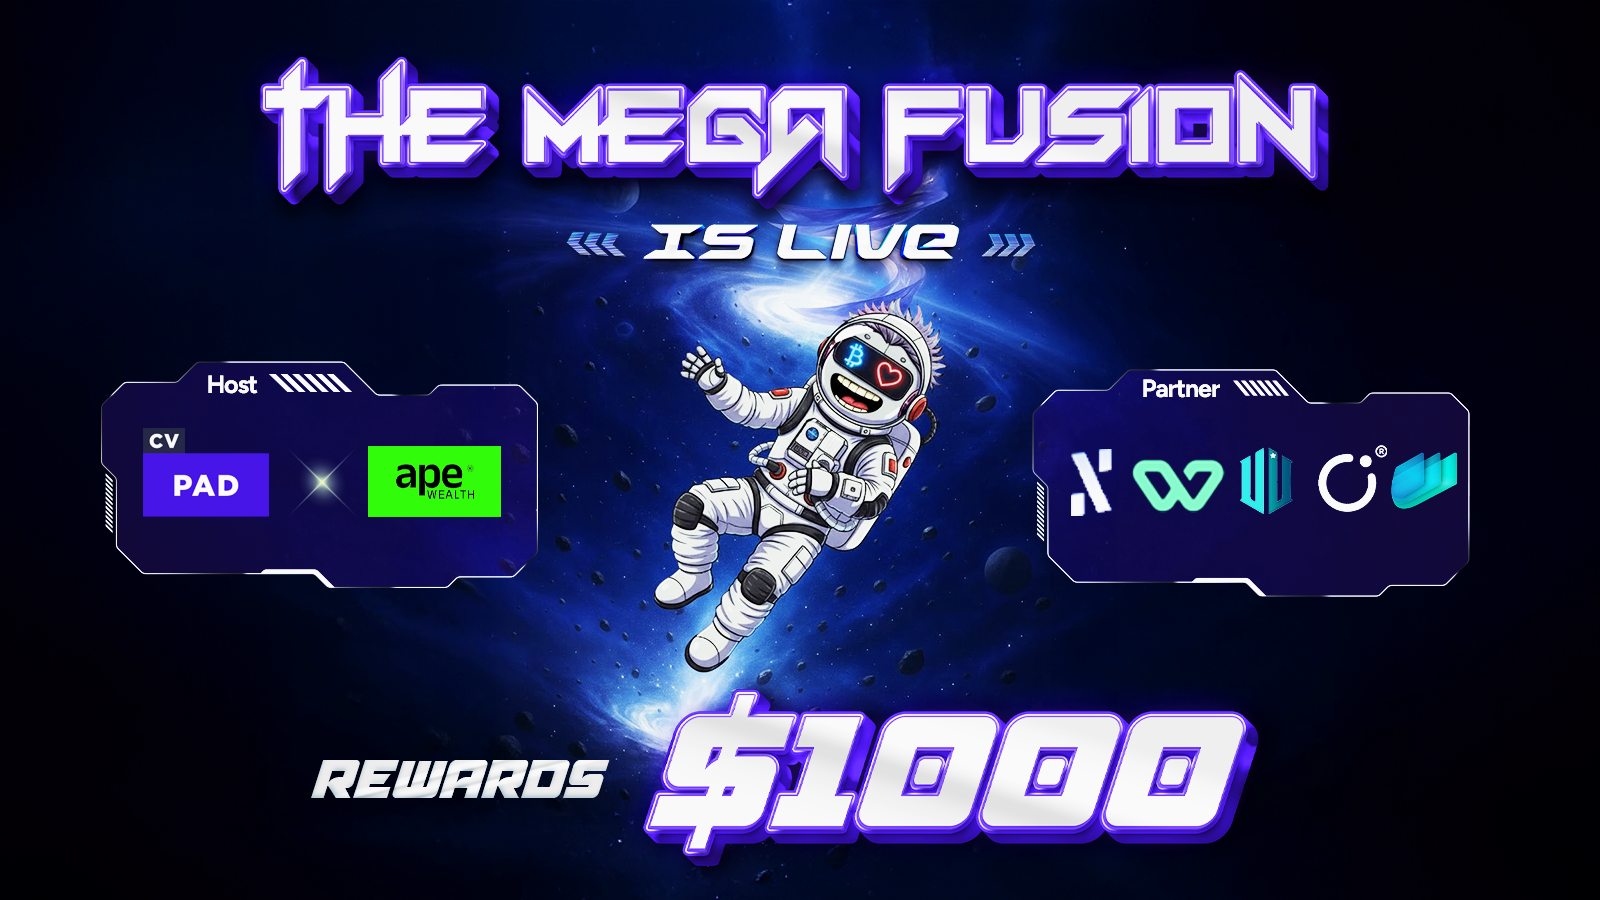 THE MEGA FUSION
IS LIVE
Host
CV
PAD
ape®
WEALTH
Partner
®
REWARDS $1000